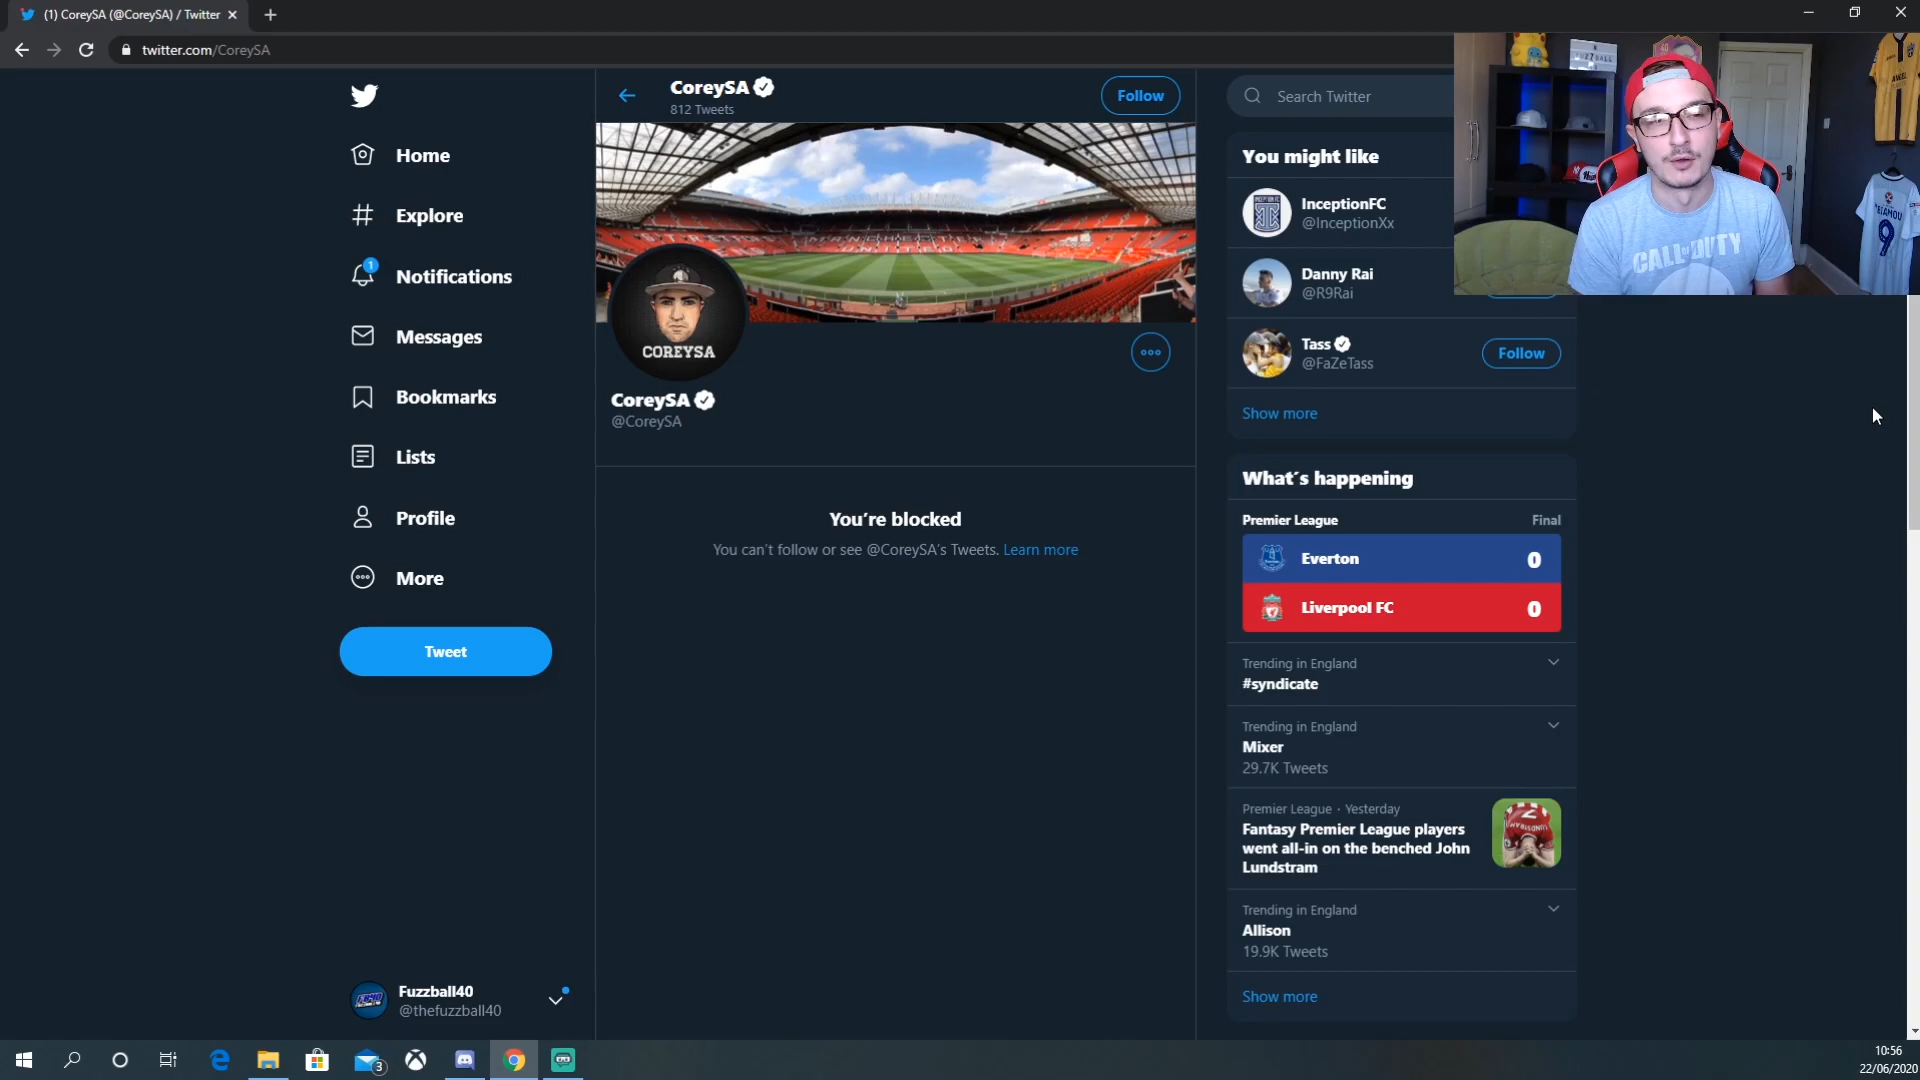 (1) CoreySA (@CoreySA) / Twitter
twitter.com/CoreySA
Home
Explore
1
Notifications
Messages
Bookmarks
Lists
Profile
More
Tweet
Fuzzball40
@thefuzzball40
CoreySA
812 Tweets
Follow
COREYSA
CoreySA
@CoreySA
You're blocked
You can't follow or see @CoreySA's Tweets. Learn more
Search Twitter
You might like
InceptionFC
@InceptionXx
Danny Rai
@R9Rai
Tass
@FaZeTass
Follow
Show more
What's happening
Premier League
Final
Everton
0
Liverpool FC
0
Trending in England
#syndicate
Trending in England
Mixer
29.7K Tweets
Premier League · Yesterday
Fantasy Premier League players
went all-in on the benched John
Lundstram
Trending in England
Allison
19.9K Tweets
Show more
CALL OF DUTY
9
3
10:56
22/06/2020